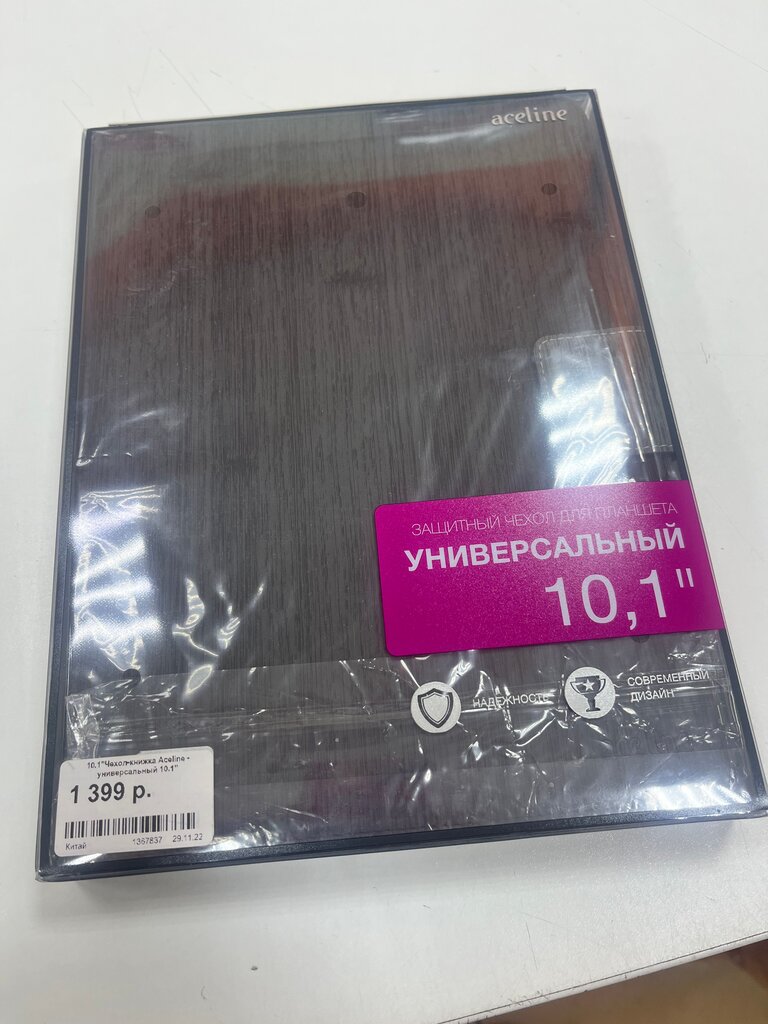 aceline
ЗАЩИТНЫЙ ЧЕХОЛ ДЛЯ ПЛАНШЕТА
УНИВЕРСАЛЬНЫЙ
10,1"
НАДЕЖНОСТЬ
СОВРЕМЕННЫЙ
ДИЗАЙН
10.1"Чехол-книжка Aceline -
универсальный 10.1"
1 399 р.
Китай 1367837 29.11.22